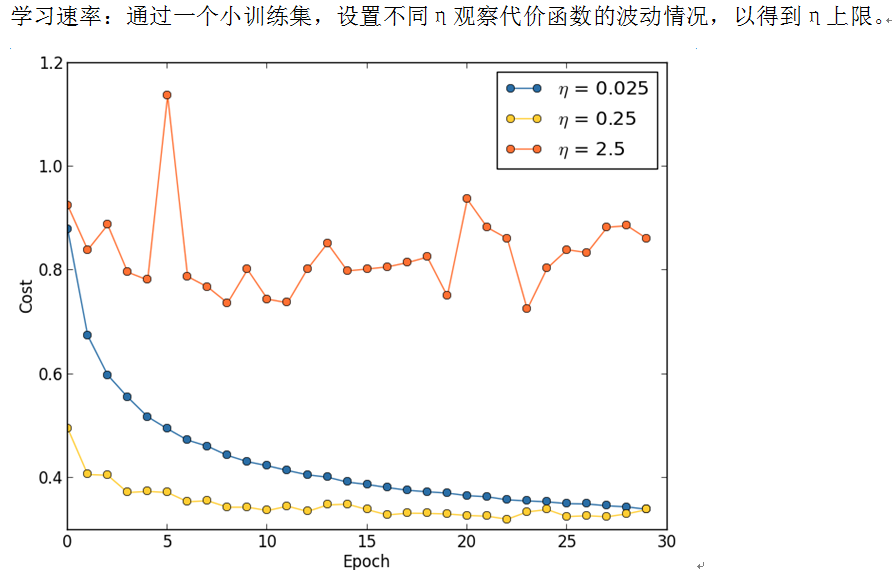 学习速率：通过一个小训练集，设置不同 η 观察代价函数的波动情况，以得到 η 上限。
1.2
η = 0.025
η = 0.25
η = 2.5
1.0
0.8
Cost
0.6
0.4
0 5 10 15 20 25 30
Epoch